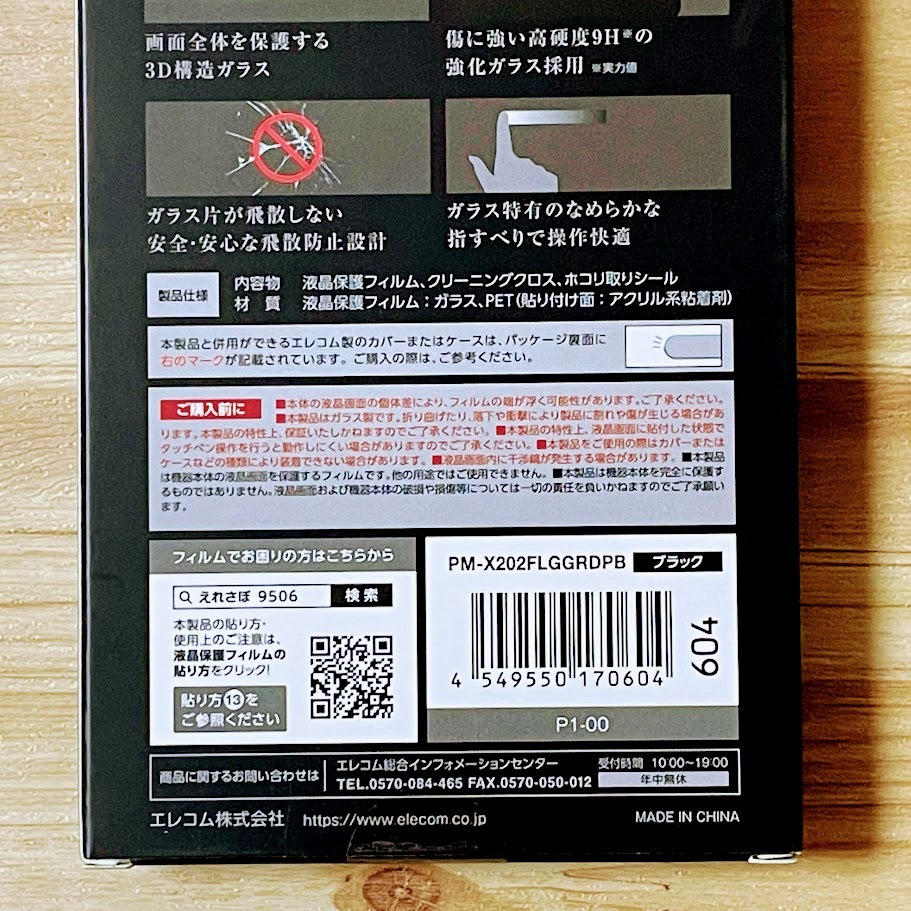 画面全体を保護する
3D構造ガラス
傷に強い高硬度9H※の
強化ガラス採用 ※実力値
ガラス片が飛散しない
安全・安心な飛散防止設計
ガラス特有のなめらかな
指すべりで操作快適
製品仕様
内容物 液晶保護フィルム、クリーニングクロス、ホコリ取りシール
材質 液晶保護フィルム：ガラス、PET（貼り付け面：アクリル系粘着剤）
本製品と併用ができるエレコム製のカバーまたはケースは、パッケージ裏面に
右のマークが記載されています。ご購入の際は、ご参考ください。
ご購入前に ■本体の液晶画面の個体差により、フィルムの端が浮く可能性があります。ご了承ください。
■本製品はガラス製です。折り曲げたり、落下や衝撃により製品に割れや傷が生じる場合があ
ります。本製品の特性上、保証いたしかねますのでご了承ください。■本製品の特性上、液晶画面に貼付した状態で
タッチペン操作を行うと動作しにくい場合がありますのでご了承ください。■本製品をご使用の際はカバーまたは
ケースなどの種類により装着できない場合があります。■液晶画面内に干渉縞が発生する場合があります。■本製品
は機器本体の液晶画面を保護するフィルムです。他の用途ではご使用できません。■本製品は機器本体を完全に保護す
るものではありません。液晶画面および機器本体の破損や損傷等については一切の責任を負いかねますのでご了承願い
ます。
フィルムでお困りの方はこちらから
えれさぽ 9506 検索
本製品の貼り方・
使用上のご注意は、
液晶保護フィルムの
貼り方をクリック!
貼り方⑬を
ご参照ください
PM-X202FLGGRDPB ブラック
4 549550 170604
604
P1-00
商品に関するお問い合わせは
エレコム総合インフォメーションセンター
TEL.0570-084-465 FAX.0570-050-012
受付時間 10:00~19:00
年中無休
エレコム株式会社 https://www.elecom.co.jp
MADE IN CHINA